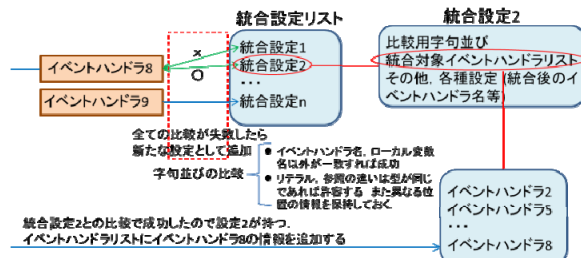 統合設定リスト
統合設定2
×
○
統合設定1
統合設定2
・・・
統合設定n
イベントハンドラ8
イベントハンドラ9
比較用字句並び
統合対象イベントハンドラリスト
その他, 各種設定 (統合後のイ
ベントハンドラ名等)
全ての比較が失敗したら
新たな設定として追加
字句並びの比較
● イベントハンドラ名, ローカル変数
名以外が一致すれば成功
● リテラル, 参照の違いは型が同じ
であれば許容する また異なる位
置の情報を保持しておく.
イベントハンドラ2
イベントハンドラ5
・・・
イベントハンドラ8
統合設定2との比較で成功したので設定2が持つ.
イベントハンドラリストにイベントハンドラ8の情報を追加する